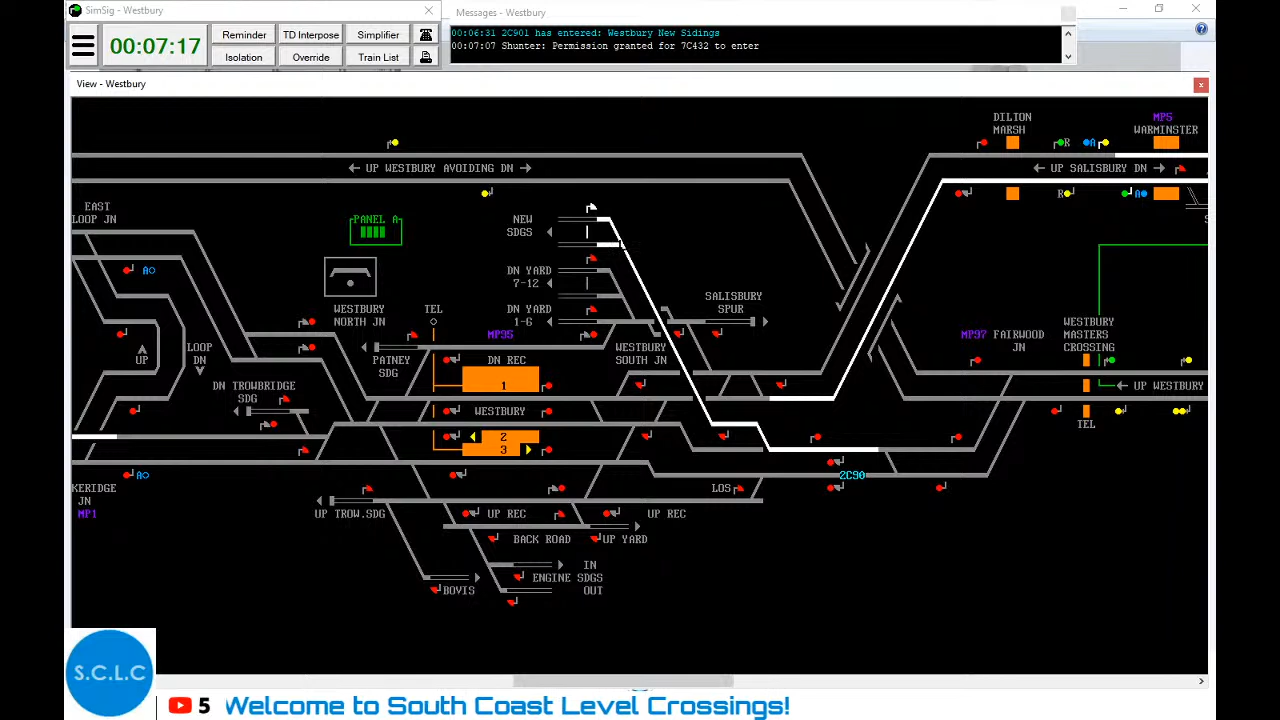 SimSig - Westbury
Messages - Westbury
00:07:17
Reminder
TD Interpose
Simplifier
Isolation
Override
Train List
00:06:31 2C901 has entered: Westbury New Sidings
00:07:07 Shunter: Permission granted for 7C432 to enter
View - Westbury
DILTON
MARSH
MP5
WARMINSTER
R
A
← UP WESTBURY AVOIDING DN →
← UP SALISBURY DN →
R
A
EAST
LOOP JN
PANEL A
NEW
SDGS
A
DN YARD
7-12
WESTBURY
NORTH JN
TEL
MP95
DN YARD
1-6
SALISBURY
SPUR
UP
LOOP
DN
PATNEY
SDG
DN REC
1
WESTBURY
SOUTH JN
MP97
FAIRWOOD
JN
WESTBURY
MASTERS
CROSSING
← UP WESTBURY
DN TROWBRIDGE
SDG
WESTBURY
TEL
2
3
A
2C90
KERIDGE
JN
MP1
LOS
UP TROW.SDG
UP REC
UP REC
BACK ROAD
UP YARD
IN
ENGINE SDGS
OUT
BOVIS
S.C.L.C
5
Welcome to South Coast Level Crossings!